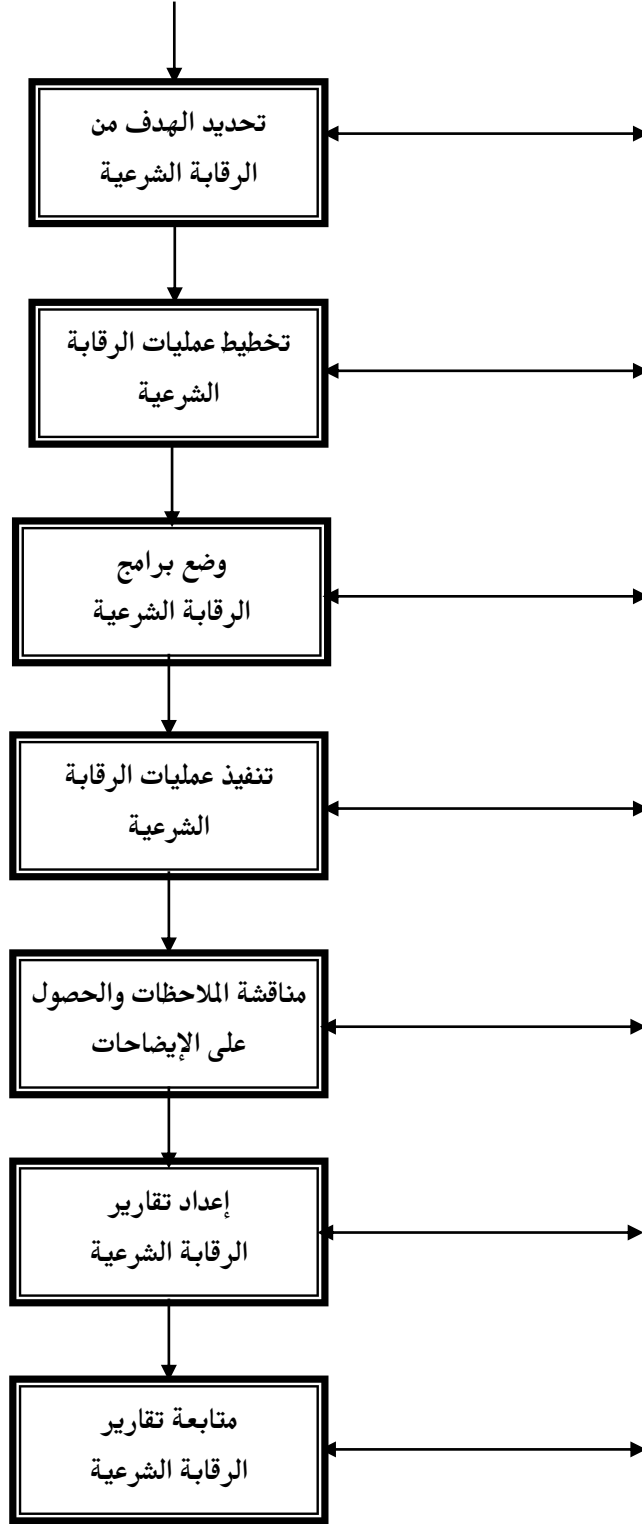 تحديد الهدف من
الرقابة الشرعية
تخطيط عمليات الرقابة
الشرعية
وضع برامج
الرقابة الشرعية
تنفيذ عمليات الرقابة
الشرعية
مناقشة الملاحظات والحصول
على الإيضاحات
إعداد تقارير
الرقابة الشرعية
متابعة تقارير
الرقابة الشرعية